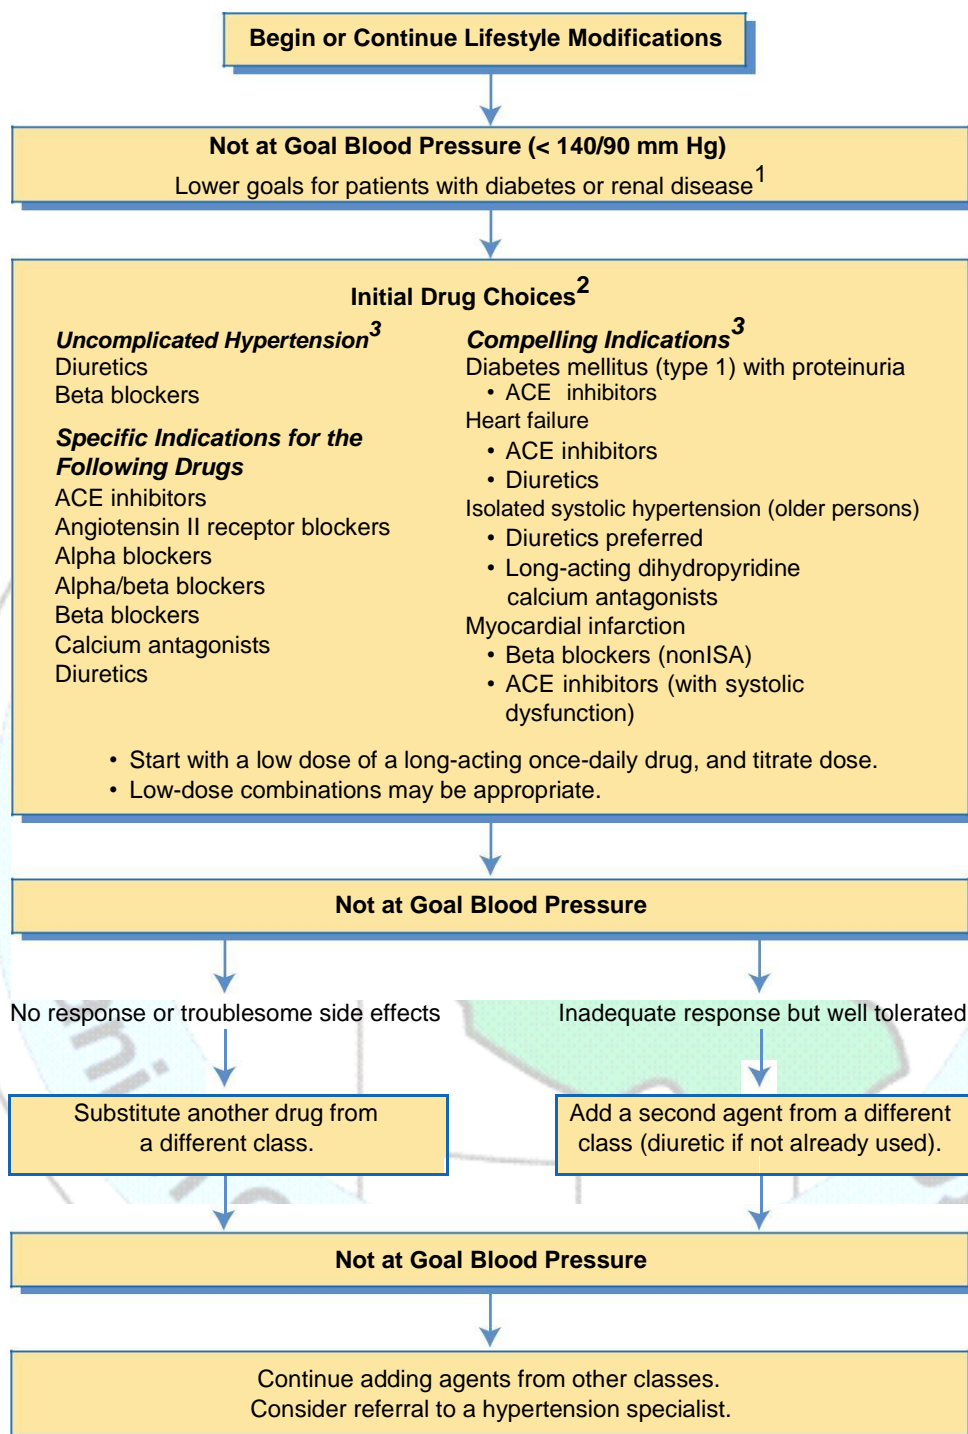 Begin or Continue Lifestyle Modifications
Not at Goal Blood Pressure (< 140/90 mm Hg)
Lower goals for patients with diabetes or renal disease1
Initial Drug Choices2
Uncomplicated Hypertension3
Diuretics
Beta blockers
Specific Indications for the
Following Drugs
ACE inhibitors
Angiotensin II receptor blockers
Alpha blockers
Alpha/beta blockers
Beta blockers
Calcium antagonists
Diuretics
Compelling Indications3
Diabetes mellitus (type 1) with proteinuria
• ACE inhibitors
Heart failure
• ACE inhibitors
• Diuretics
Isolated systolic hypertension (older persons)
• Diuretics preferred
• Long-acting dihydropyridine
calcium antagonists
Myocardial infarction
• Beta blockers (nonISA)
• ACE inhibitors (with systolic
dysfunction)
• Start with a low dose of a long-acting once-daily drug, and titrate dose.
• Low-dose combinations may be appropriate.
Not at Goal Blood Pressure
No response or troublesome side effects
Inadequate response but well tolerated
Substitute another drug from
a different class.
Add a second agent from a different
class (diuretic if not already used).
Not at Goal Blood Pressure
Continue adding agents from other classes.
Consider referral to a hypertension specialist.